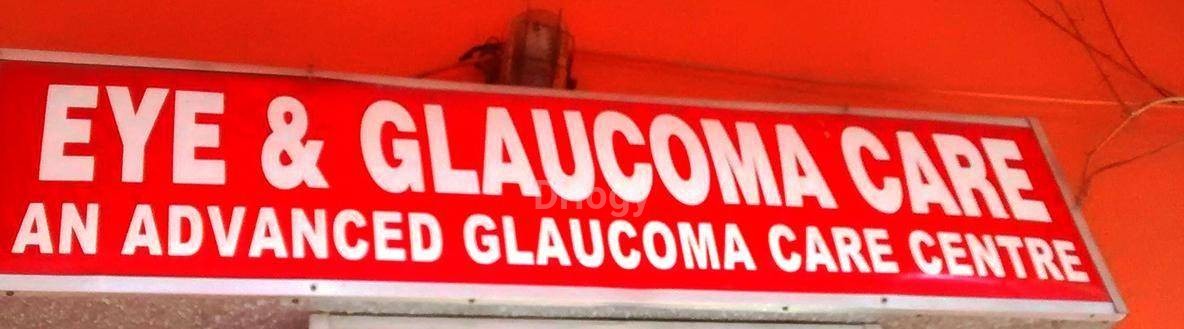 EYE & GLAUCOMA CARE
Drlogy
AN ADVANCED GLAUCOMA CARE CENTRE